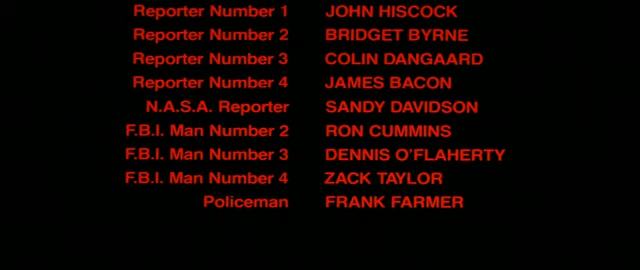 Reporter Number 1 JOHN HISCOCK
Reporter Number 2 BRIDGET BYRNE
Reporter Number 3 COLIN DANGAARD
Reporter Number 4 JAMES BACON
N.A.S.A. Reporter SANDY DAVIDSON
F.B.I. Man Number 2 RON CUMMINS
F.B.I. Man Number 3 DENNIS O'FLAHERTY
F.B.I. Man Number 4 ZACK TAYLOR
Policeman FRANK FARMER